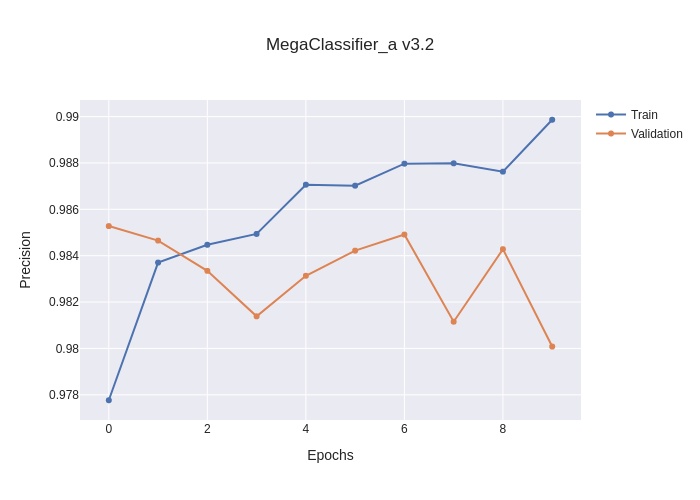 MegaClassifier_a v3.2
Train
Validation
0.99
0.988
0.986
0.984
0.982
0.98
0.978
Precision
0 2 4 6 8
Epochs